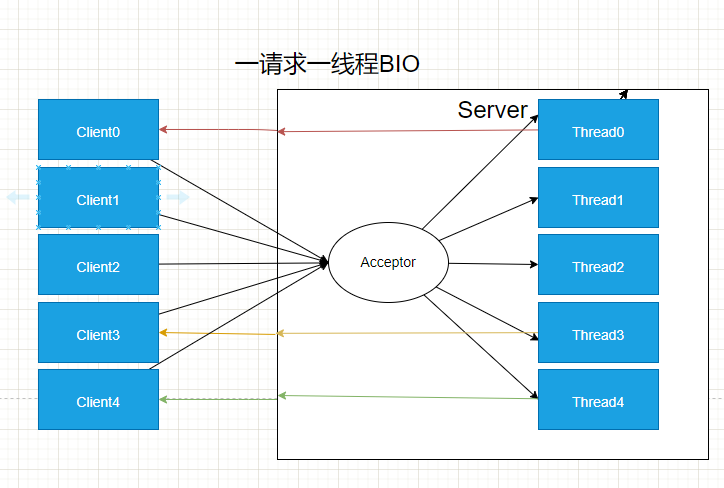 一请求一线程BIO
Server
Client0
Thread0
Client1
Thread1
Client2
Acceptor
Thread2
Client3
Thread3
Client4
Thread4